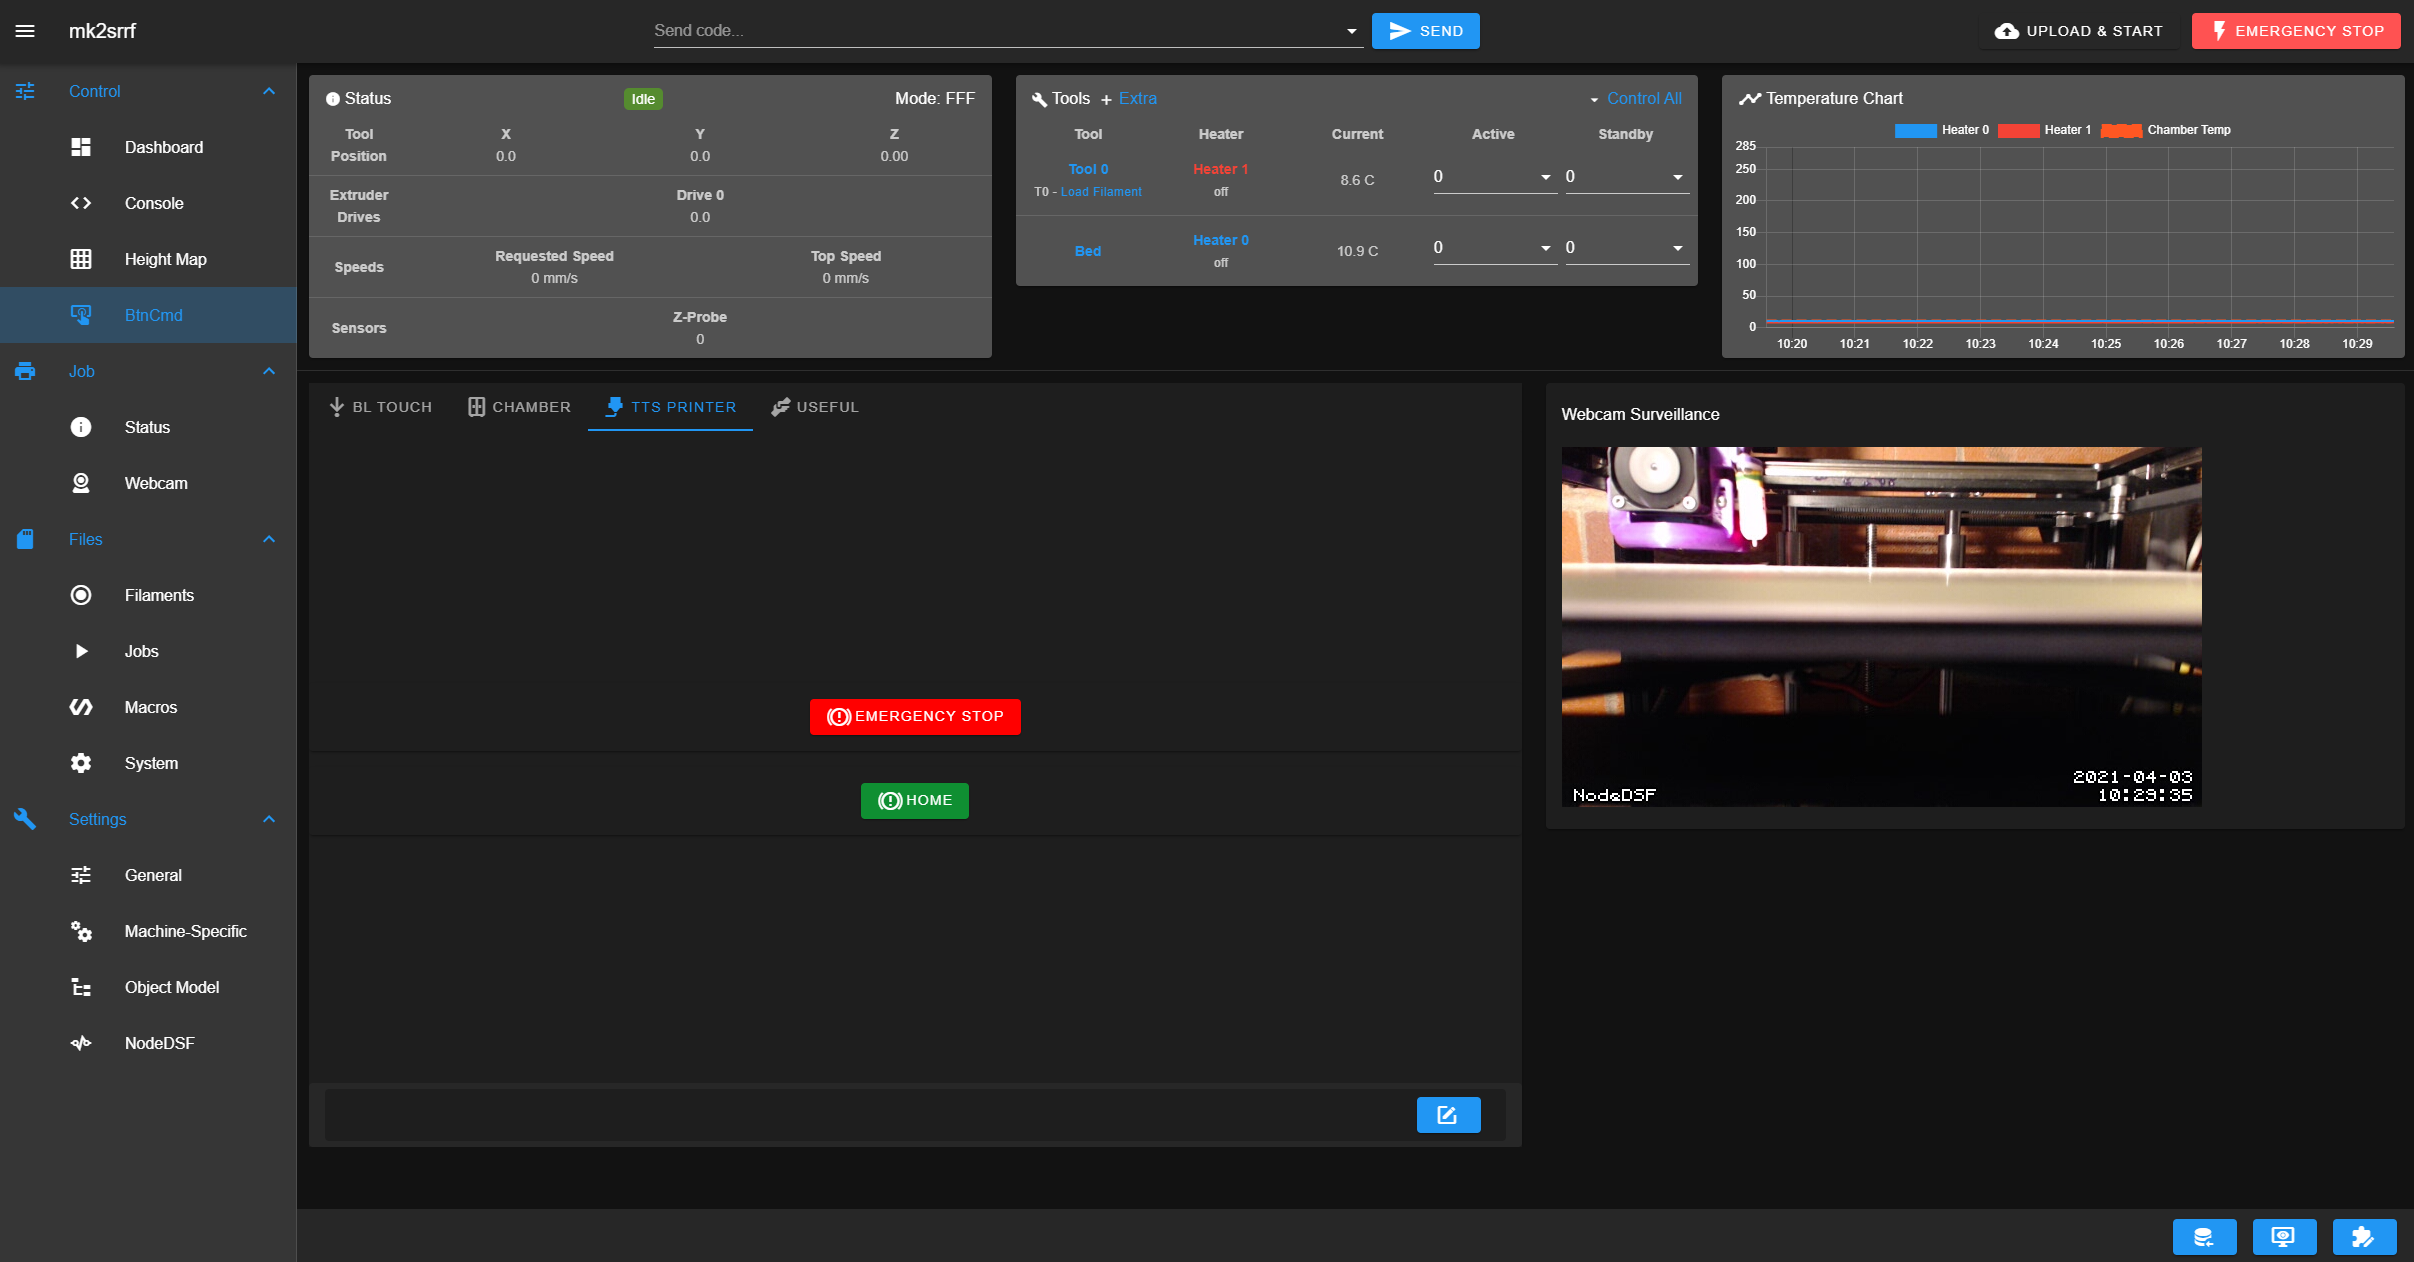 mk2srrf
Send code...
SEND
UPLOAD & START
EMERGENCY STOP
Control
Dashboard
Console
Height Map
BtnCmd
Job
Status
Webcam
Files
Filaments
Jobs
Macros
System
Settings
General
Machine-Specific
Object Model
NodeDSF
Status
Idle
Mode: FFF
Tool Position
X
Y
Z
0.0
0.0
0.00
Extruder Drives
Drive 0
0.0
Speeds
Requested Speed
Top Speed
0 mm/s
0 mm/s
Sensors
Z-Probe
0
Tools + Extra
Control All
Tool
Heater
Current
Active
Standby
Tool 0
Heater 1
T0 - Load Filament
off
8.6 C
0
0
Bed
Heater 0
off
10.9 C
0
0
Temperature Chart
Heater 0
Heater 1
Chamber Temp
285
250
200
150
100
50
0
10:20
10:21
10:22
10:23
10:24
10:25
10:26
10:27
10:28
10:29
BL TOUCH
CHAMBER
TTS PRINTER
USEFUL
EMERGENCY STOP
HOME
Webcam Surveillance
2021-04-03
NodeDSF
10:29:35